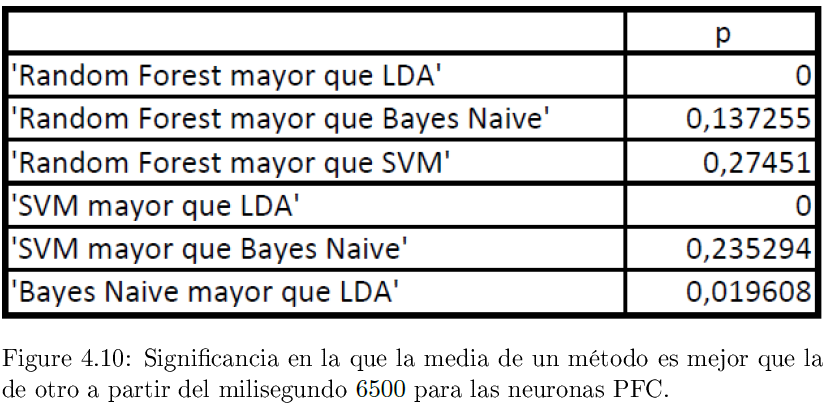 p
'Random Forest mayor que LDA' 0
'Random Forest mayor que Bayes Naive' 0,137255
'Random Forest mayor que SVM' 0,27451
'SVM mayor que LDA' 0
'SVM mayor que Bayes Naive' 0,235294
'Bayes Naive mayor que LDA' 0,019608
Figure 4.10: Significancia en la que la media de un método es mejor que la
de otro a partir del milisegundo 6500 para las neuronas PFC.